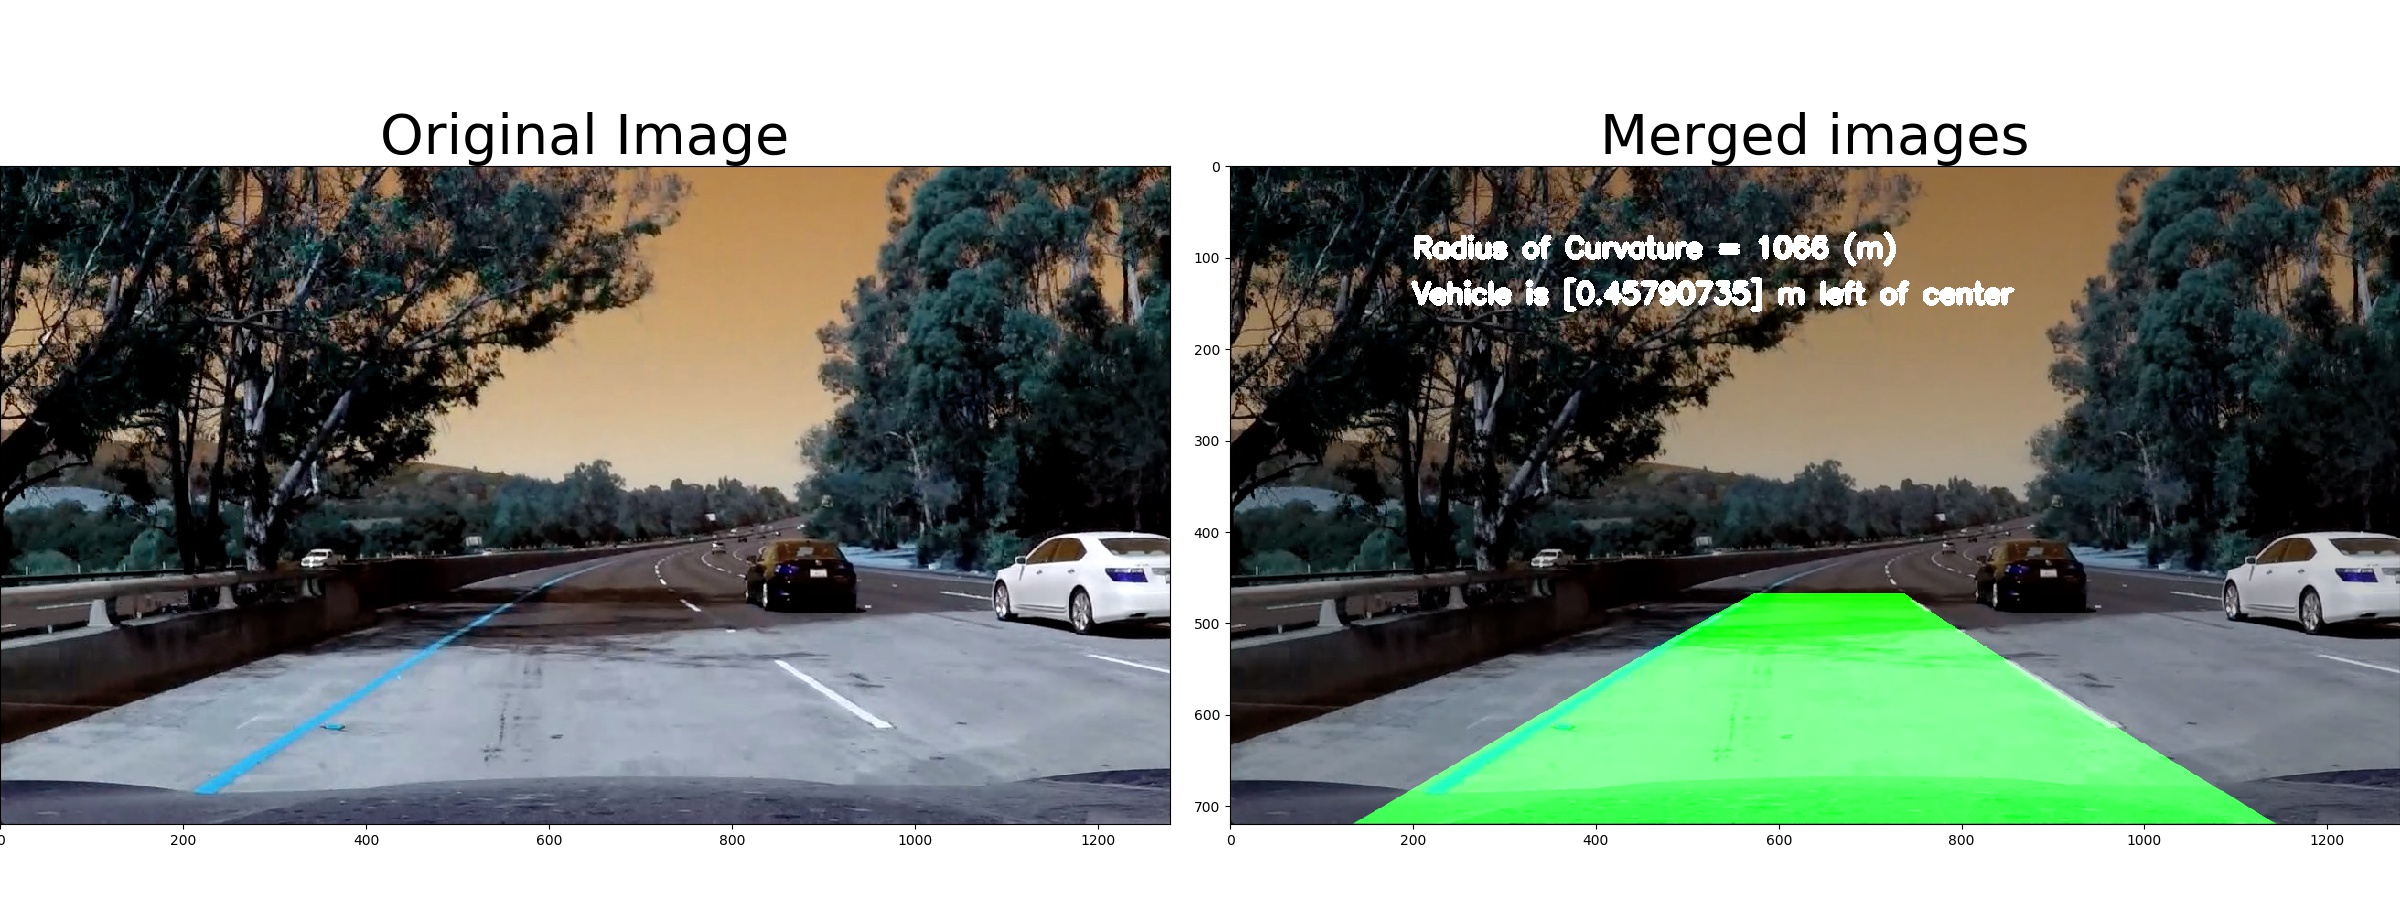 Original Image
Merged images
Radius of Curvature = 1066 (m)
Vehicle is [0.45790735] m left of center
0
100
200
300
400
500
600
700
0 200 400 600 800 1000 1200
0 200 400 600 800 1000 1200